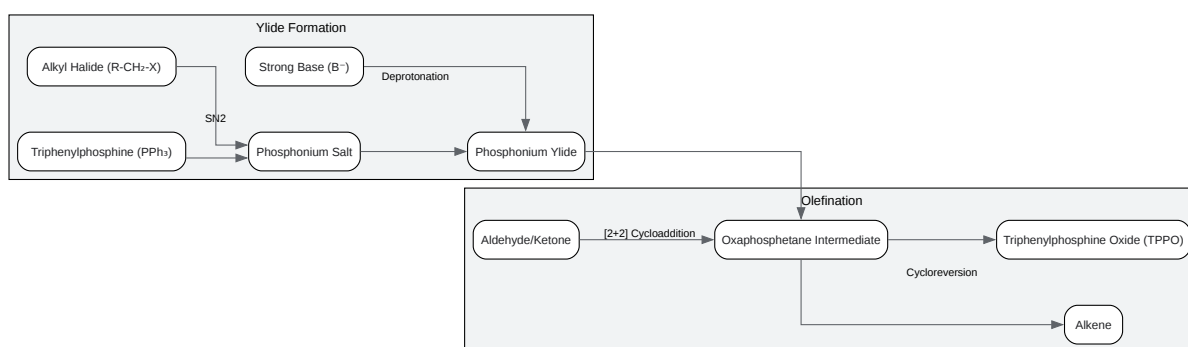 Ylide Formation
Alkyl Halide (R-CH₂-X)
Strong Base (B⁻)
Deprotonation
SN2
Triphenylphosphine (PPh₃)
Phosphonium Salt
Phosphonium Ylide
Olefination
Aldehyde/Ketone
[2+2] Cycloaddition
Oxaphosphetane Intermediate
Triphenylphosphine Oxide (TPPO)
Cycloreversion
Alkene